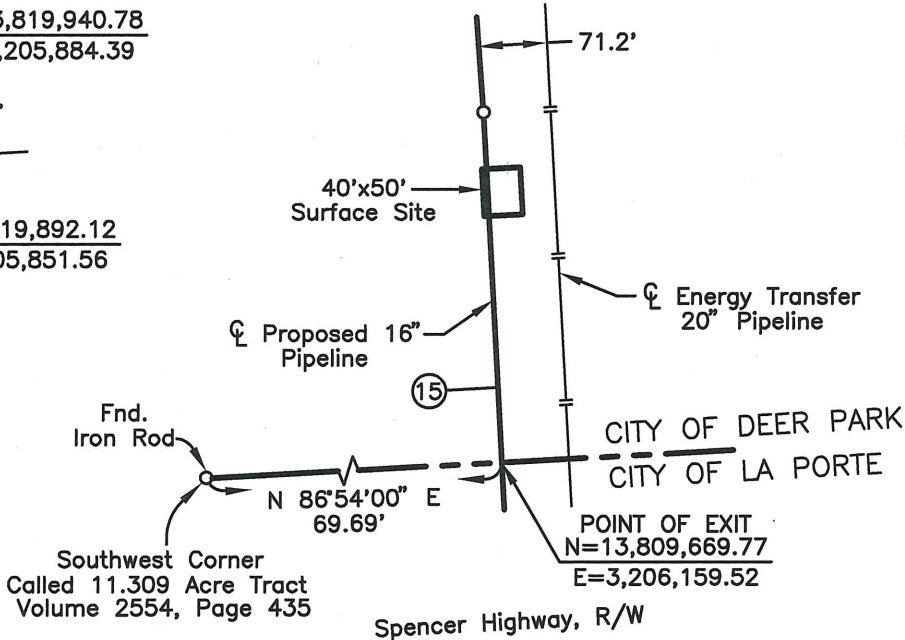 3,819,940.78
,205,884.39
71.2'
40'x50'
Surface Site
19,892.12
05,851.56
℄ Energy Transfer
20" Pipeline
℄ Proposed 16"
Pipeline
15
Fnd.
Iron Rod
CITY OF DEER PARK
CITY OF LA PORTE
N 86°54'00" E
69.69'
POINT OF EXIT
N=13,809,669.77
E=3,206,159.52
Southwest Corner
Called 11.309 Acre Tract
Volume 2554, Page 435
Spencer Highway, R/W